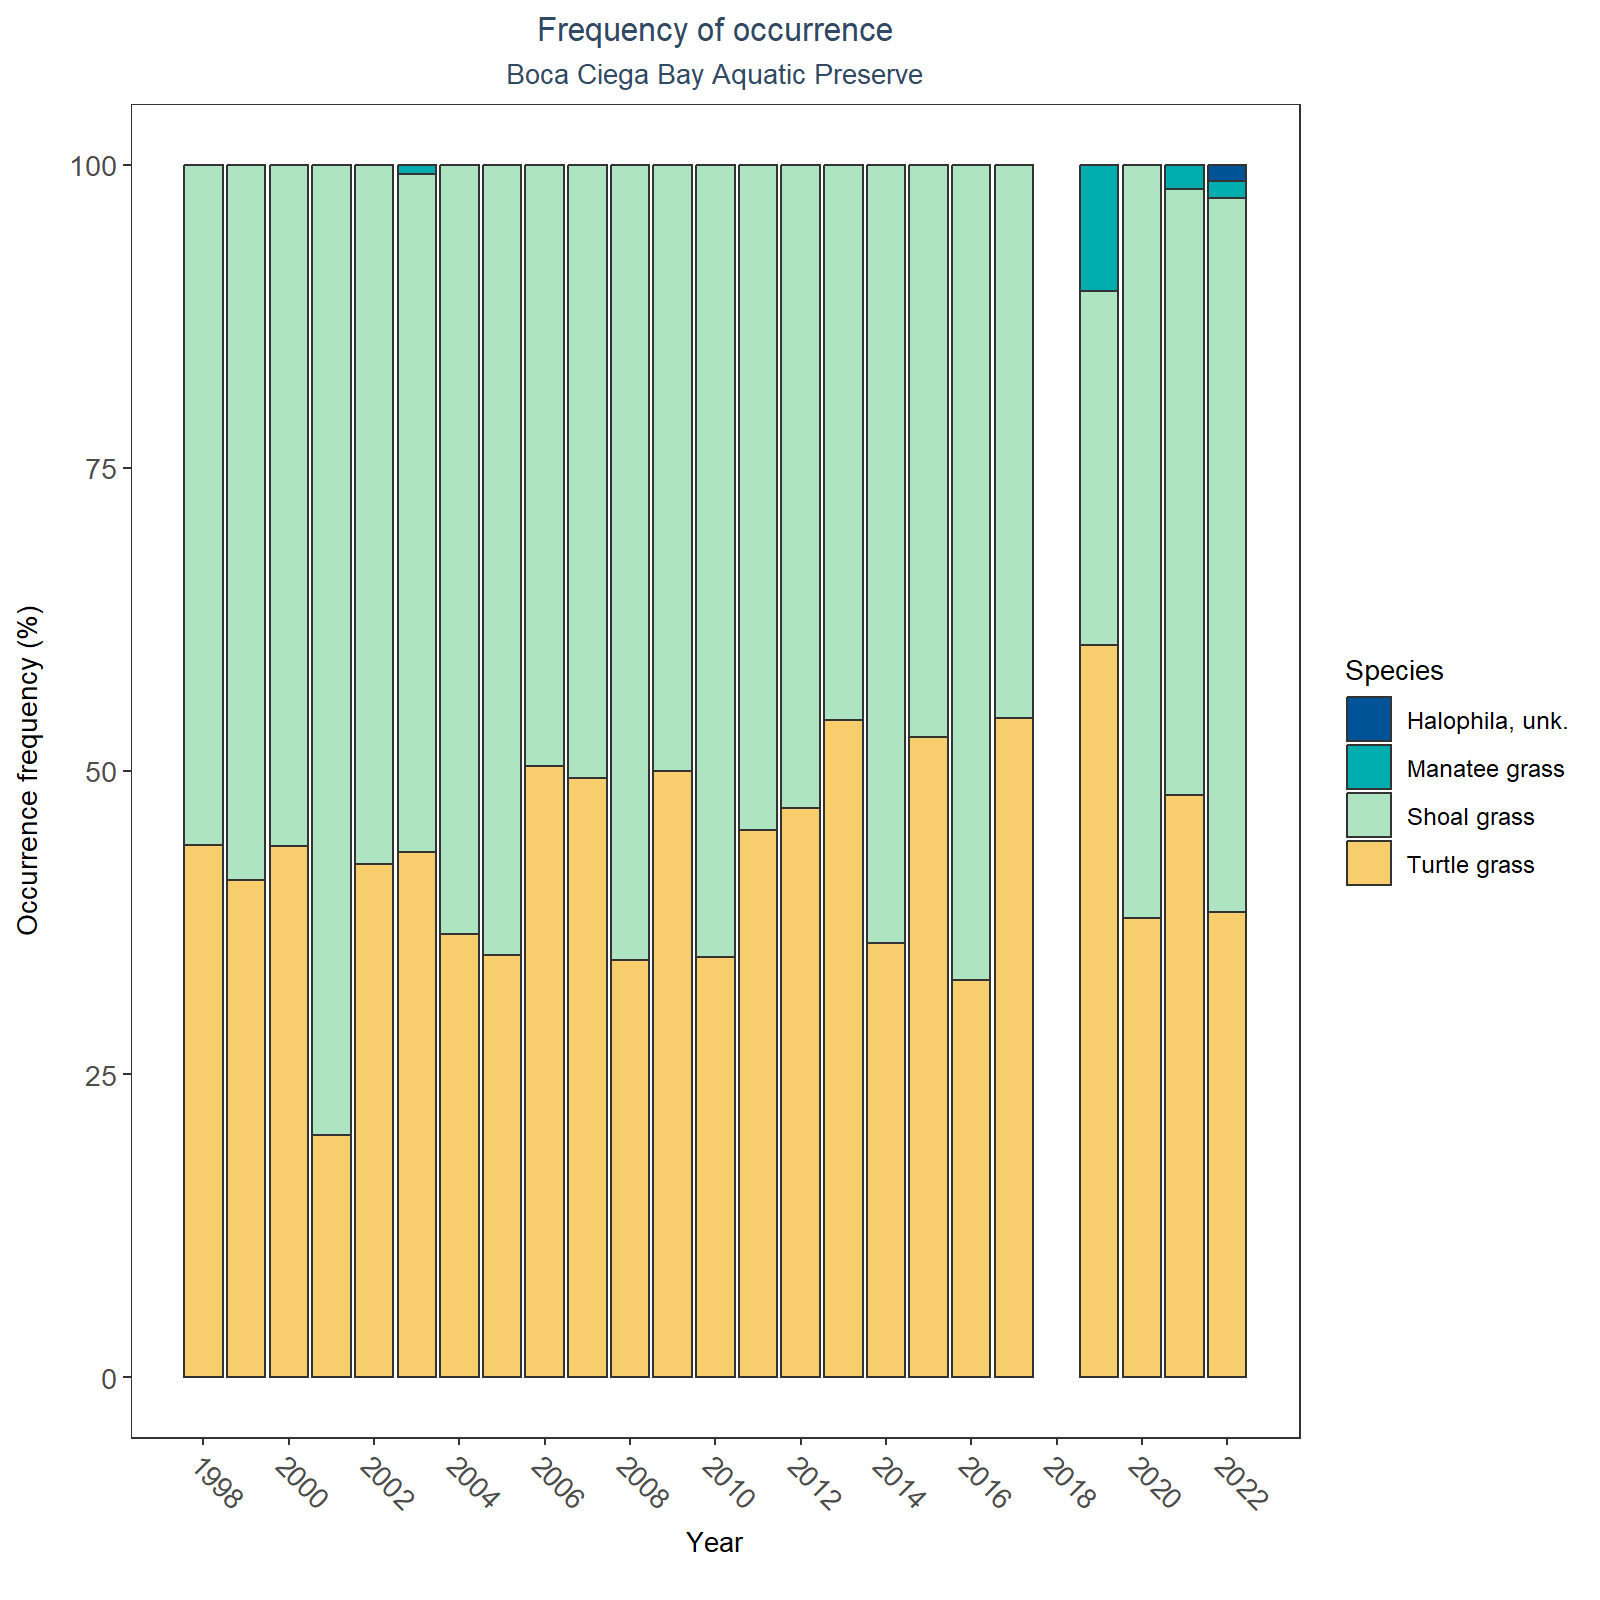 Frequency of occurrence
Boca Ciega Bay Aquatic Preserve
100
75
50
25
0
Occurrence frequency (%)
1998
2000
2002
2004
2006
2008
2010
2012
2014
2016
2018
2020
2022
Year
Species
Halophila, unk.
Manatee grass
Shoal grass
Turtle grass